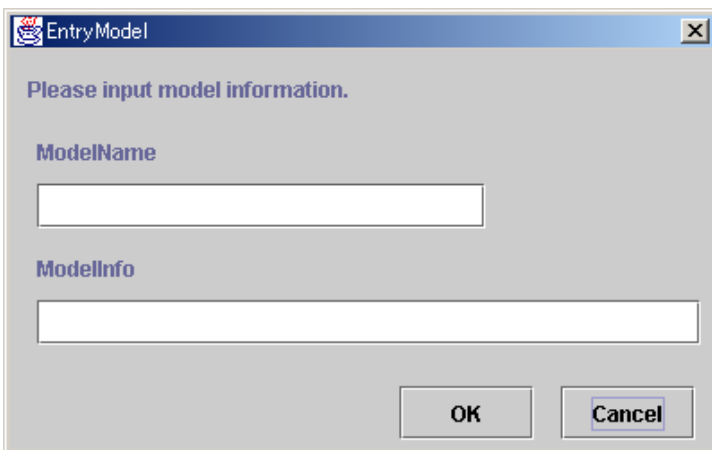 EntryModel
Please input model information.
ModelName
ModelInfo
OK Cancel